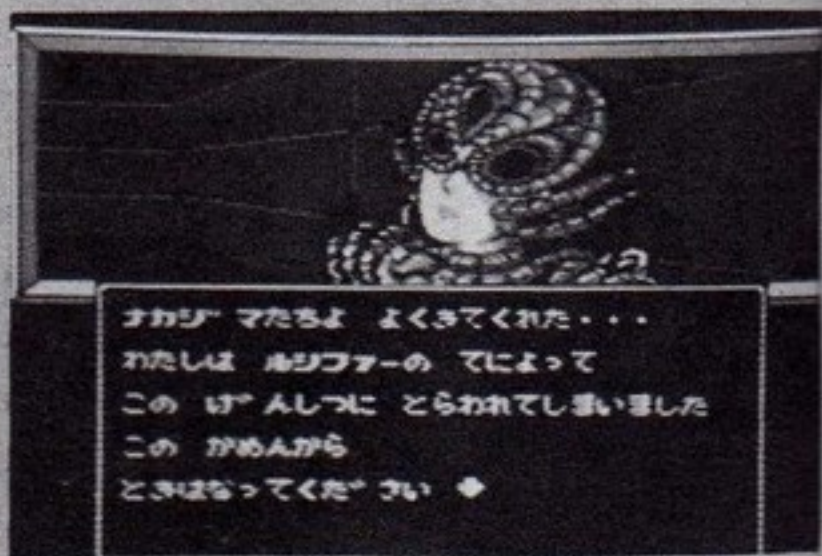 ナカジマたちよ よくきてくれた・・・
わたしは ルシファーの てによって
この げんしつに とらわれてしまいました
この かめんから
ときはなってください